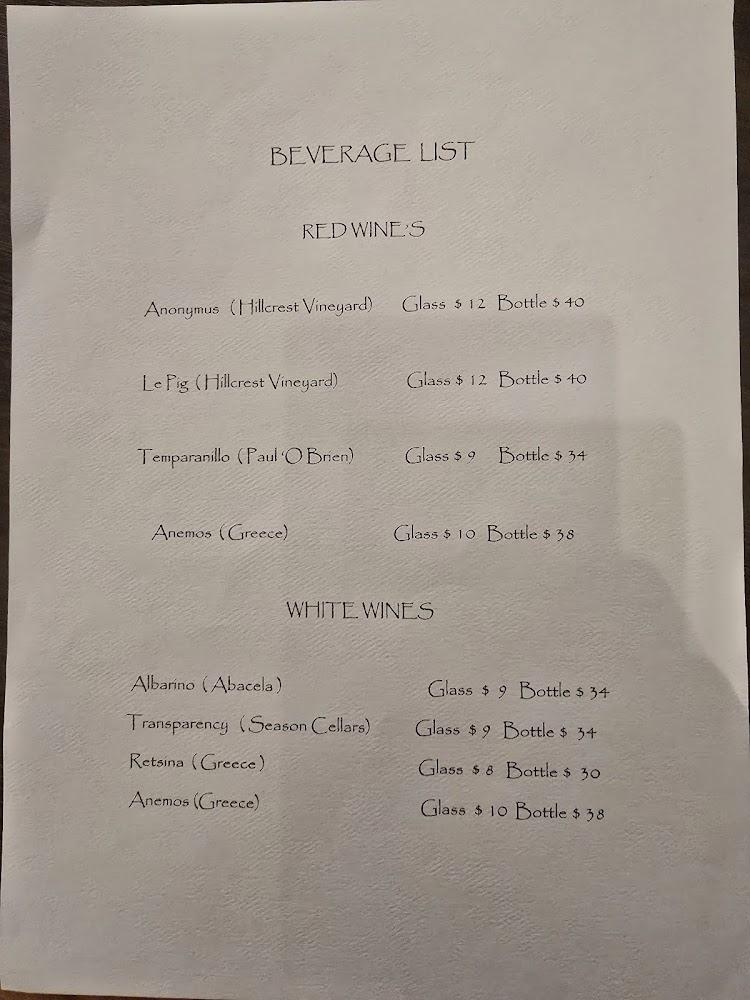 BEVERAGE LIST
RED WINE'S
Anonymus (Hillcrest Vineyard) Glass $ 12 Bottle $ 40
Le Pig (Hillcrest Vineyard) Glass $ 12 Bottle $ 40
Temparanillo (Paul 'O Brien) Glass $ 9 Bottle $ 34
Anemos (Greece) Glass $ 10 Bottle $ 38
WHITE WINES
Albarino (Abacela) Glass $ 9 Bottle $ 34
Transparency (Season Cellars) Glass $ 9 Bottle $ 34
Retsina (Greece) Glass $ 8 Bottle $ 30
Anemos (Greece) Glass $ 10 Bottle $ 38